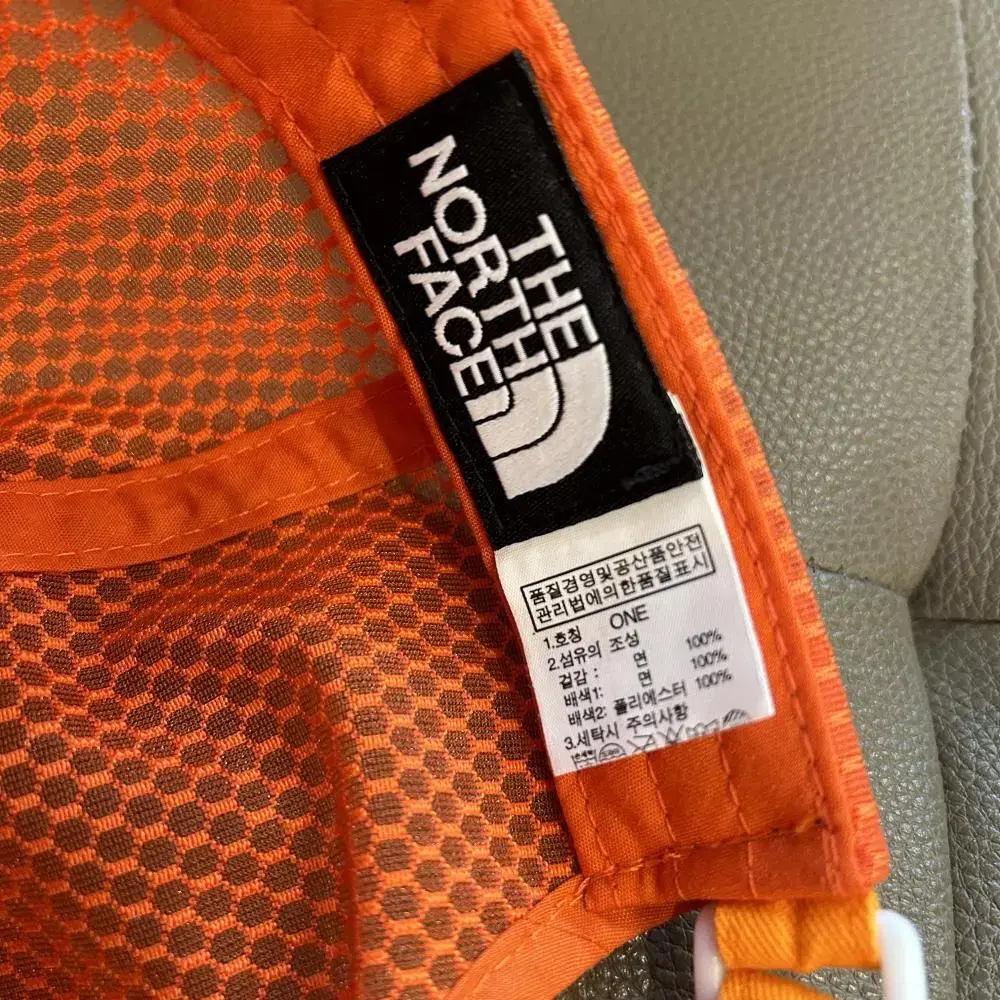 THE
NORTH
FACE
품질경영및공산품안전
관리법에의한품질표시
1.호칭 ONE
2.섬유의 조성
겉감: 면 100%
배색1: 면 100%
배색2: 폴리에스터 100%
3.세탁시 주의사항